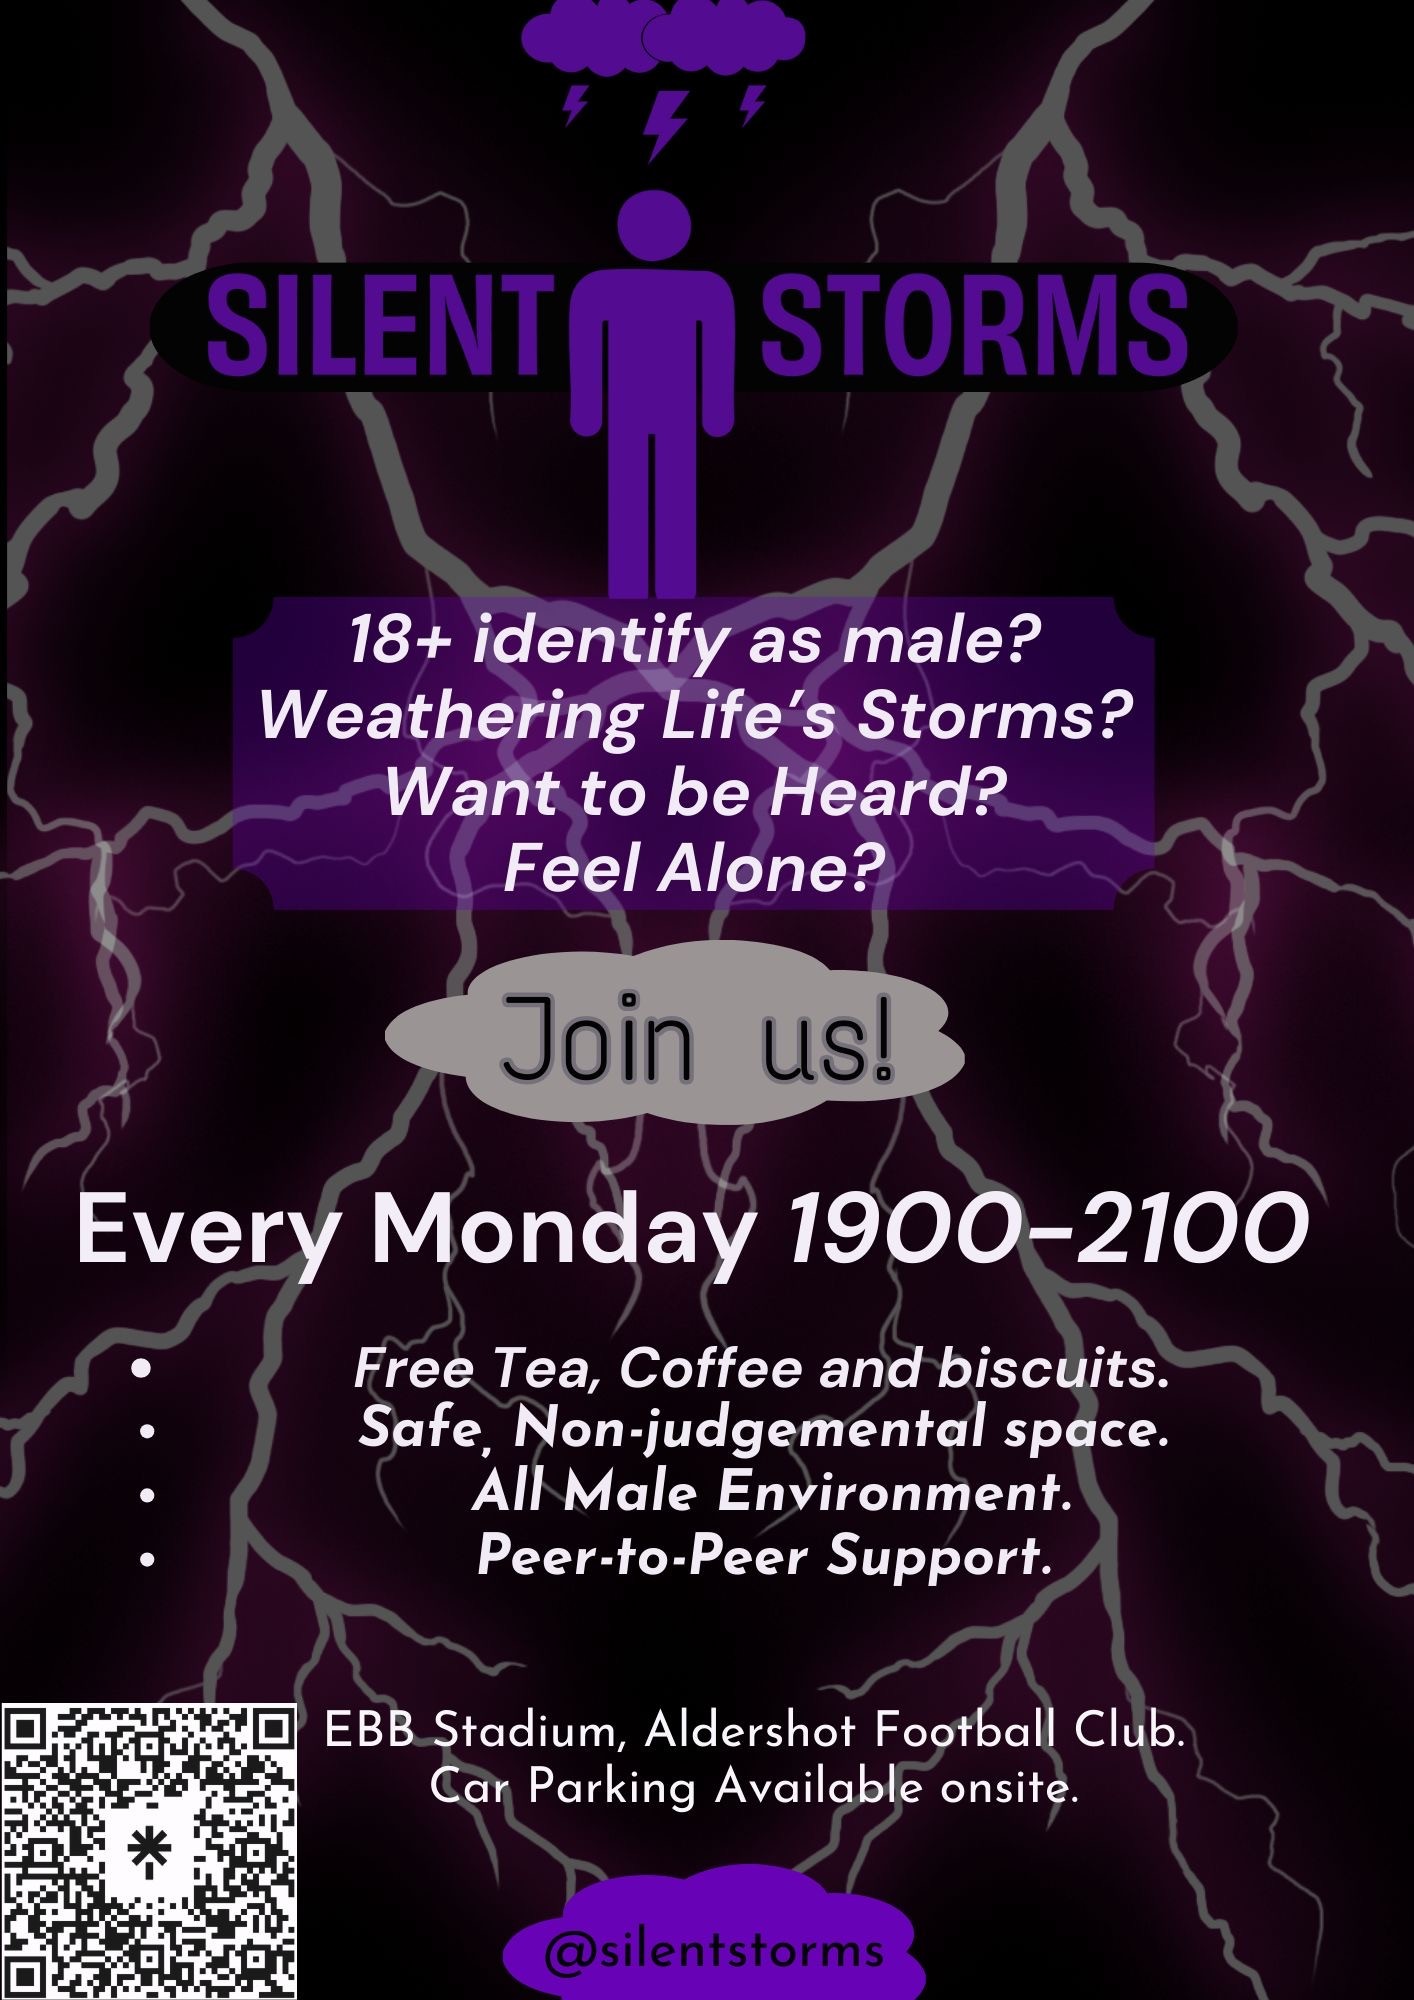 SILENT STORMS
18+ identify as male?
Weathering Life’s Storms?
Want to be Heard?
Feel Alone?
Join us!
Every Monday 1900-2100
• Free Tea, Coffee and biscuits.
• Safe, Non-judgemental space.
• All Male Environment.
• Peer-to-Peer Support.
EBB Stadium, Aldershot Football Club.
Car Parking Available onsite.
@silentstorms